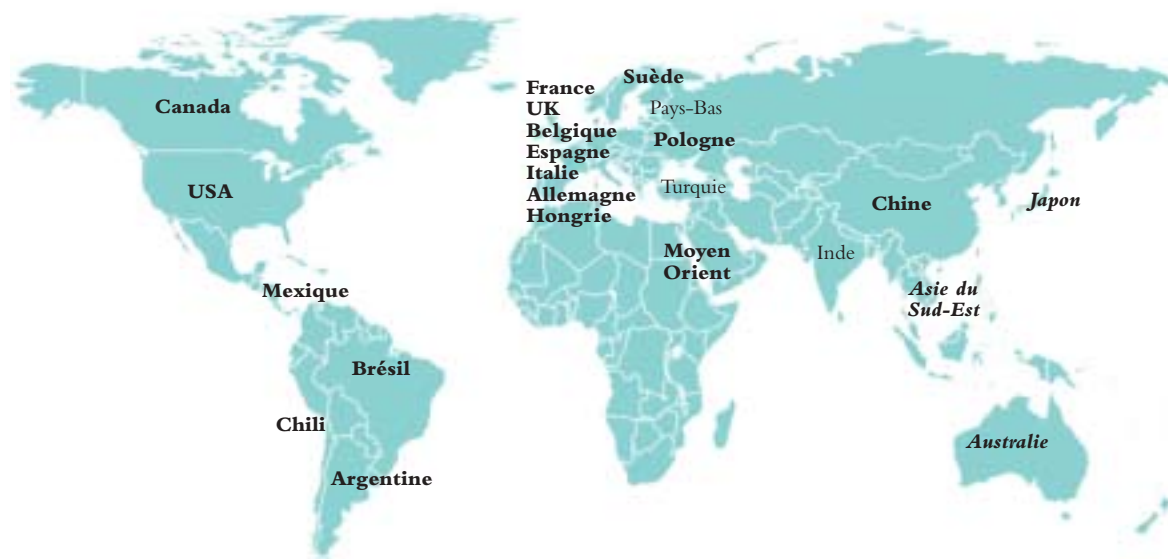 Canada
USA
Mexique
Brésil
Chili
Argentine
France
UK
Belgique
Espagne
Italie
Allemagne
Hongrie
Suède
Pays-Bas
Pologne
Turquie
Moyen
Orient
Chine
Inde
Japon
Asie du
Sud-Est
Australie